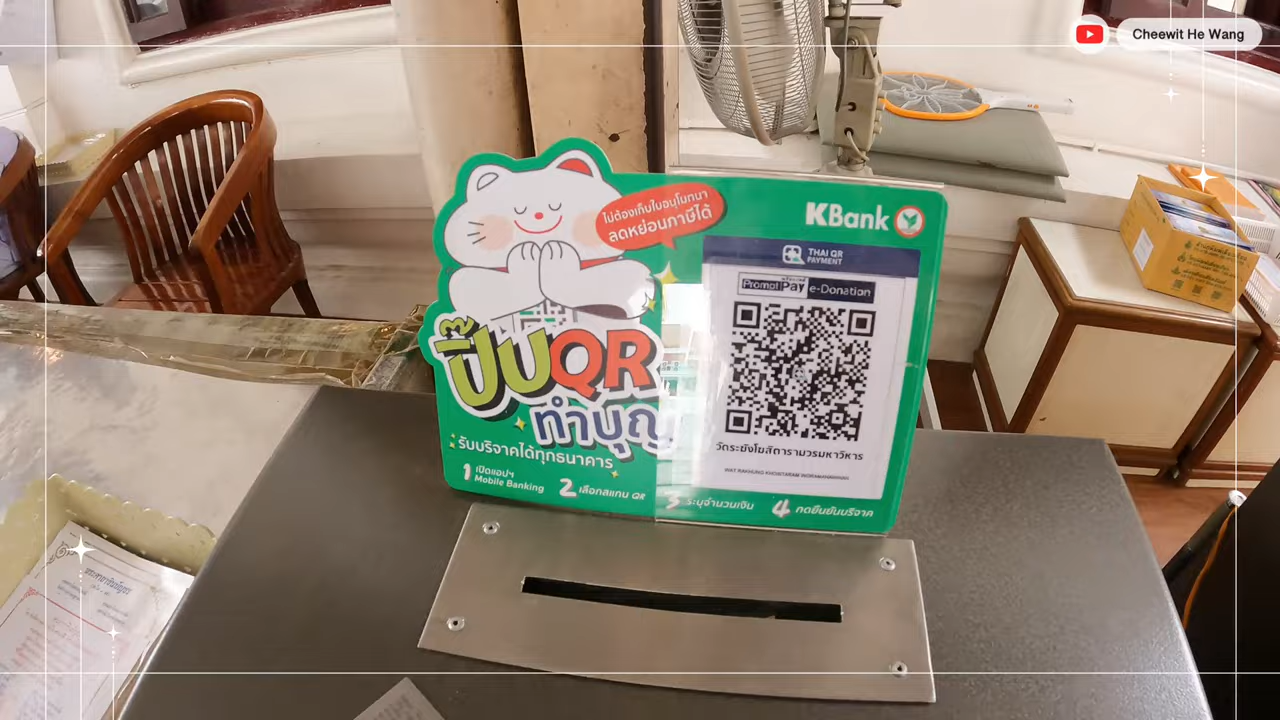 Cheewit He Wang
ไม่ต้องเก็บใบอนุโมทนา
ลดหย่อนภาษีได้
KBank
THAI QR
PAYMENT
PromptPay e-Donation
ปิ๊บQR
ทำบุญ
รับบริจาคได้ทุกธนาคาร
1 เปิดแอปฯ
Mobile Banking
2 เลือกสแกน QR
3 ระบุจำนวนเงิน
4 กดยืนยันบริจาค
วัดระฆังโฆสิตารามวรมหาวิหาร